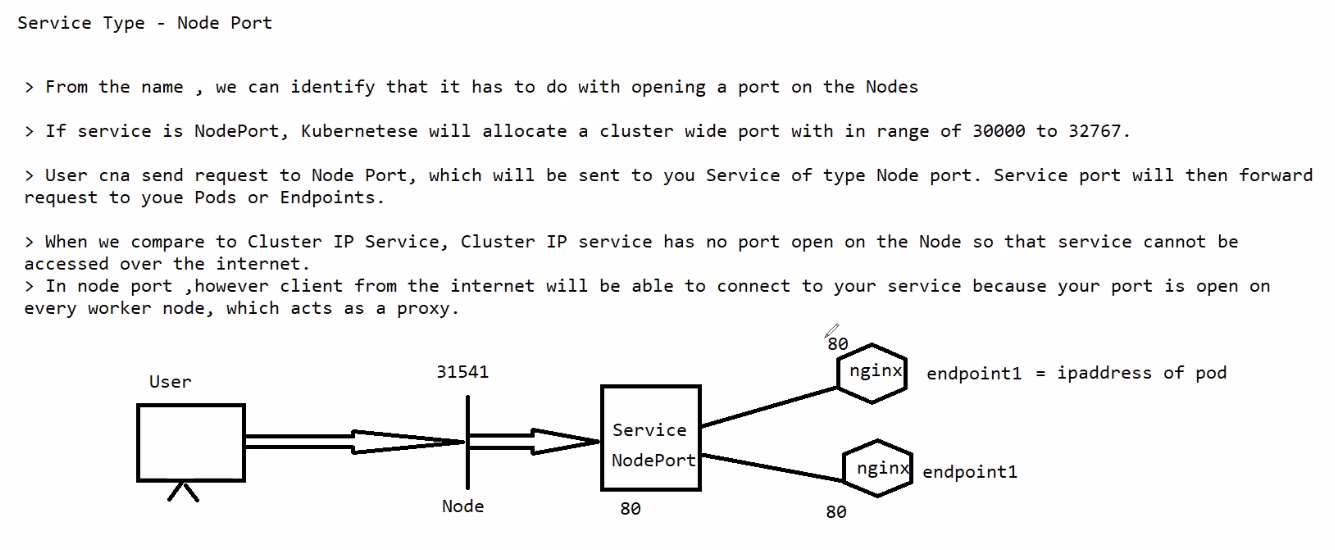 Service Type - Node Port
> From the name , we can identify that it has to do with opening a port on the Nodes
> If service is NodePort, Kubernetese will allocate a cluster wide port with in range of 30000 to 32767.
> User cna send request to Node Port, which will be sent to you Service of type Node port. Service port will then forward
request to youe Pods or Endpoints.
> When we compare to Cluster IP Service, Cluster IP service has no port open on the Node so that service cannot be
accessed over the internet.
> In node port ,however client from the internet will be able to connect to your service because your port is open on
every worker node, which acts as a proxy.
80
31541
nginx endpoint1 = ipaddress of pod
User
Service
NodePort
nginx endpoint1
Node
80
80